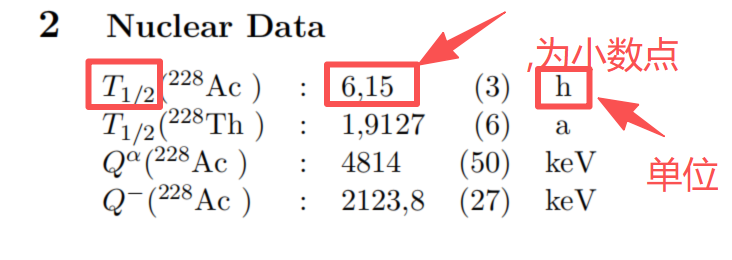 2 Nuclear Data
,为小数点
T1/2(228Ac ) : 6,15 (3) h
T1/2(228Th ) : 1,9127 (6) a
Qα(228Ac ) : 4814 (50) keV
单位
Q−(228Ac ) : 2123,8 (27) keV